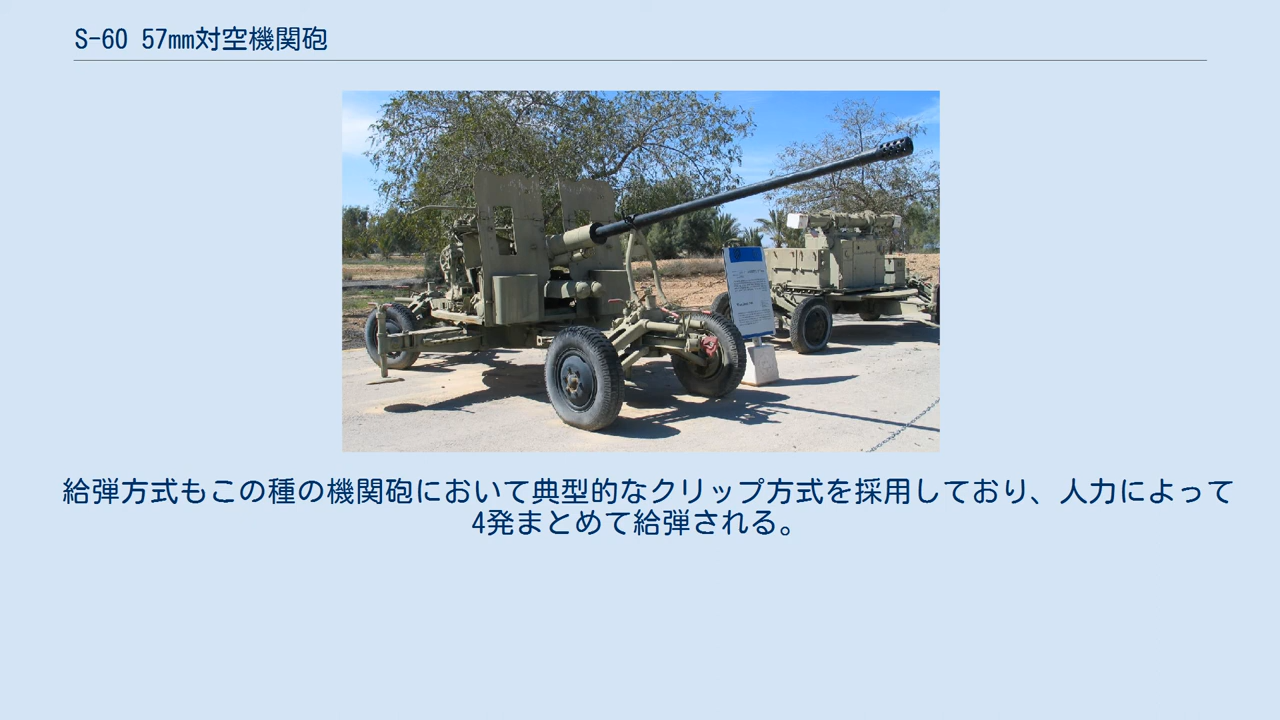 S-60 57mm対空機関砲
給弾方式もこの種の機関砲において典型的なクリップ方式を採用しており、人力によって
4発まとめて給弾される。